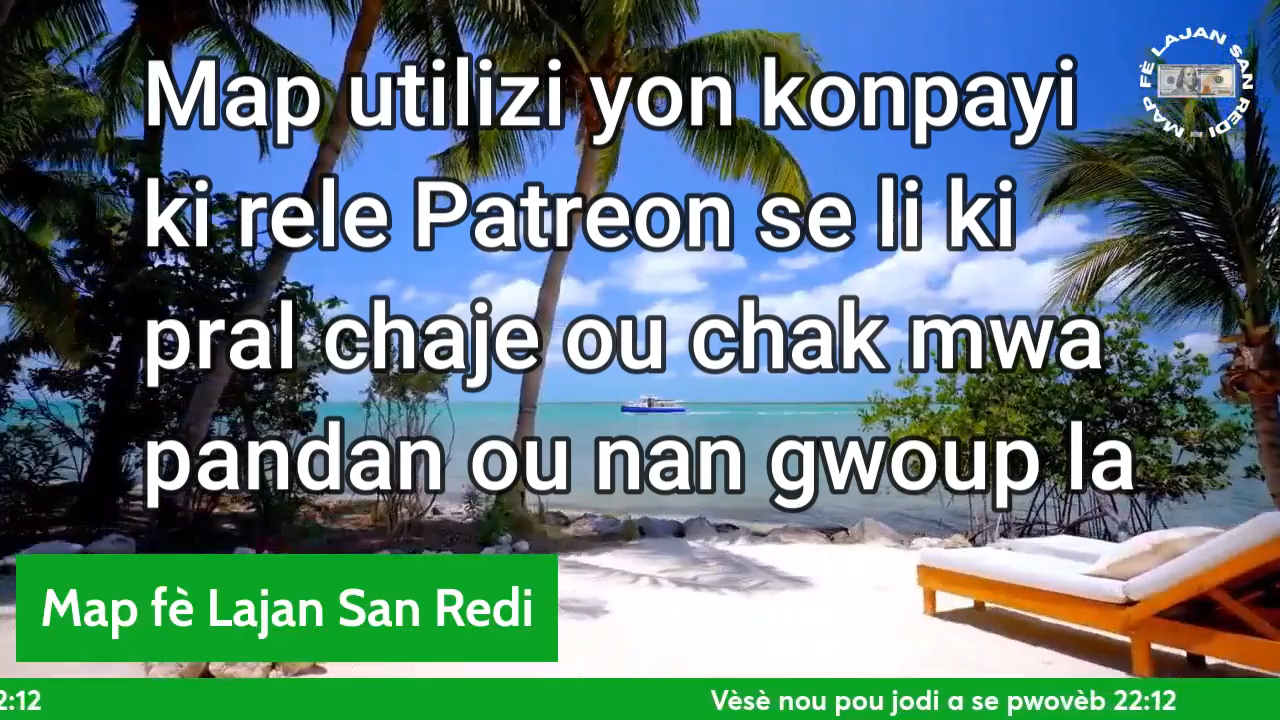 Map utilizi yon konpayi
ki rele Patreon se li ki
pral chaje ou chak mwa
pandan ou nan gwoup la
MAP FÈ LAJAN SAN REDI
Map fè Lajan San Redi
2:12 Vèsè nou pou jodi a se pwovèb 22:12